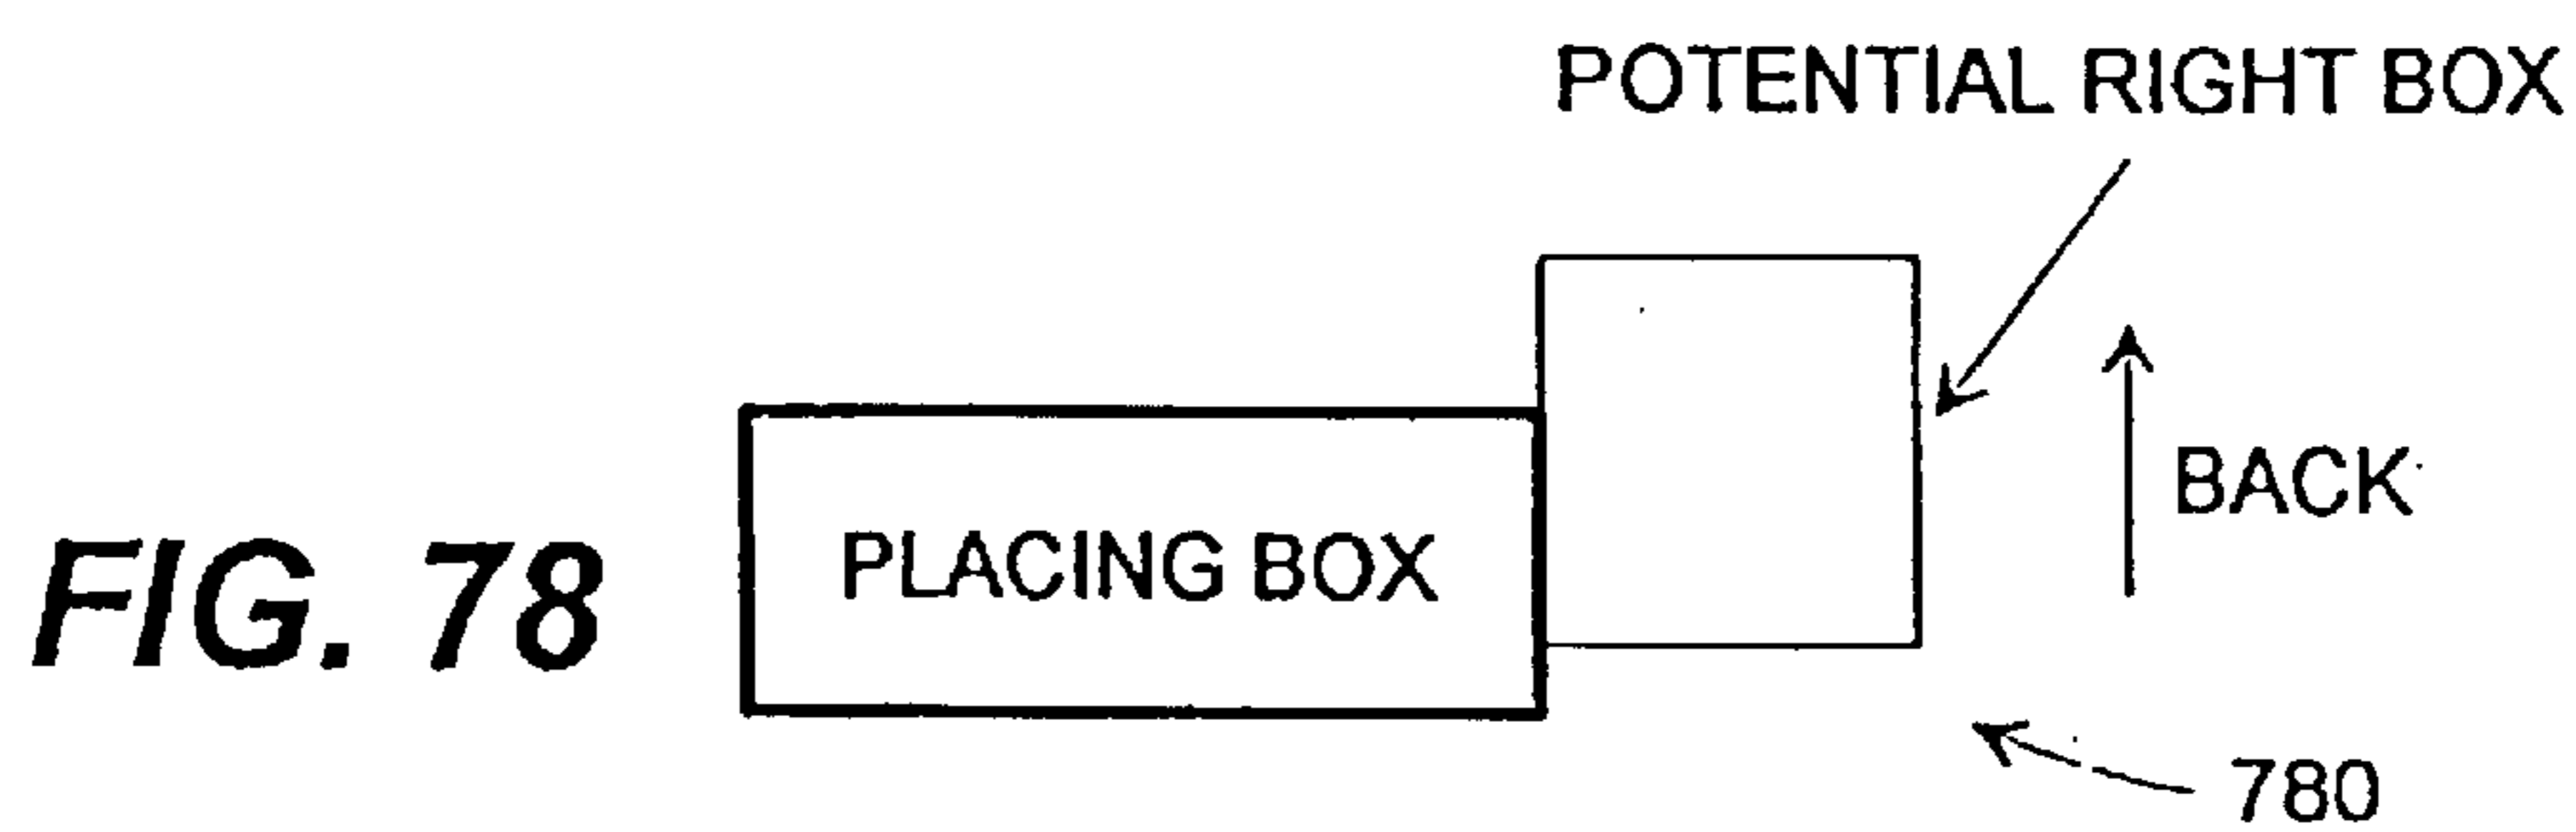 POTENTIAL RIGHT BOX
BACK
PLACING BOX
FIG. 78
780